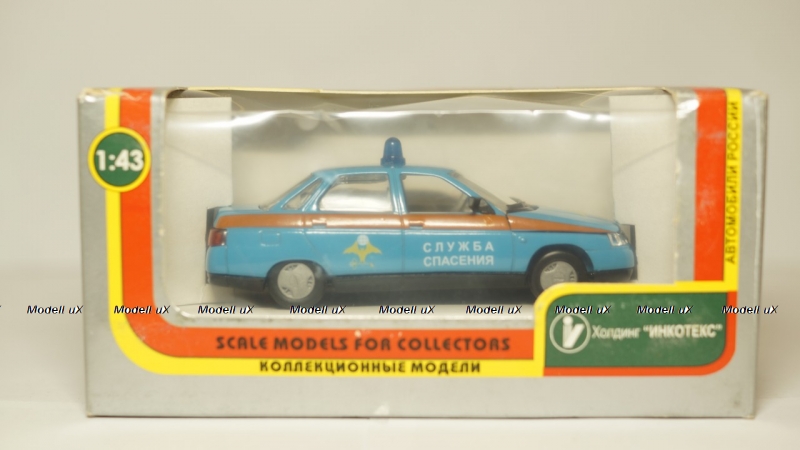 1:43
АВТОМОБИЛИ РОССИИ
СЛУЖБА
СПАСЕНИЯ
Modell uX Modell uX Modell uX Modell uX Modell uX Modell uX Modell uX Modell uX Modell uX
Холдинг "ИНКОТЕКС"
SCALE MODELS FOR COLLECTORS
КОЛЛЕКЦИОННЫЕ МОДЕЛИ